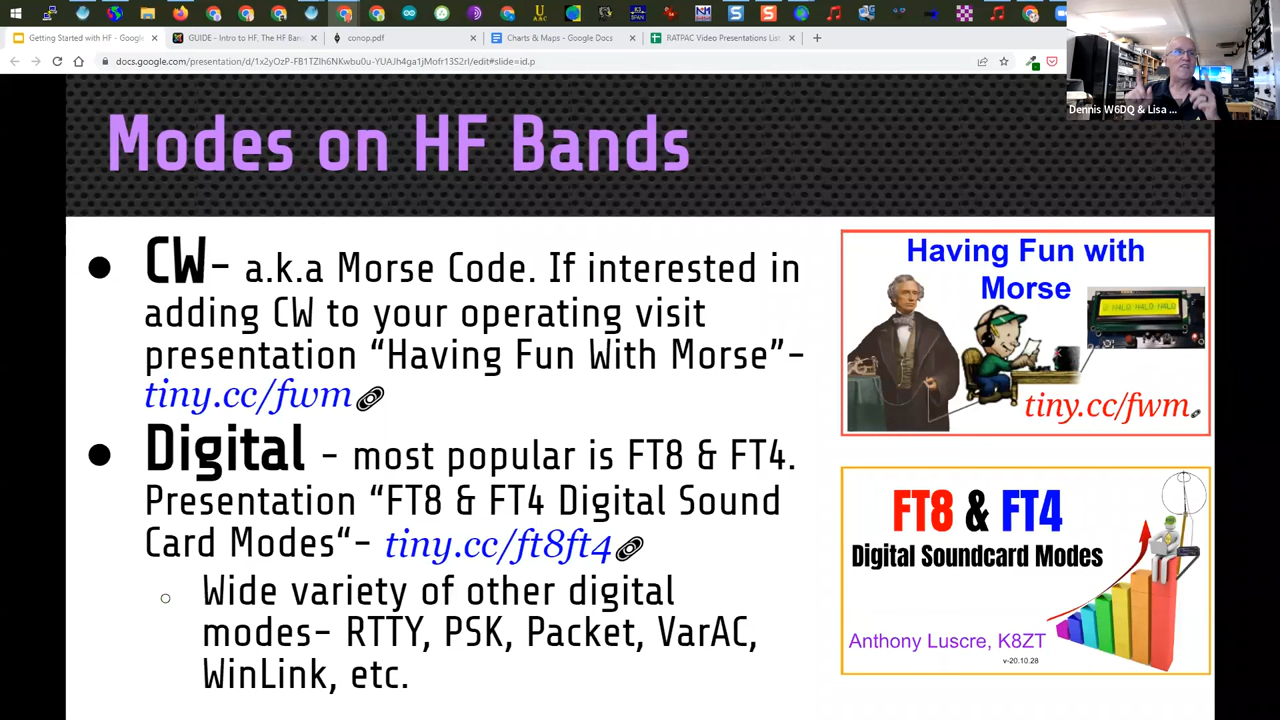 Getting Started with HF - Google
GUIDE - Intro to HF, The HF Ban
conop.pdf
Charts & Maps - Google Docs
RATPAC Video Presentations List
docs.google.com/presentation/d/1x2yOzP-FB1TZlh6NKwbu0u-YUAJh4ga1jMofr13S2rI/edit#slide=id.p
Dennis W6DQ & Lisa ...
Modes on HF Bands
● CW- a.k.a Morse Code. If interested in
adding CW to your operating visit
presentation “Having Fun With Morse”-
tiny.cc/fwm
● Digital - most popular is FT8 & FT4.
Presentation “FT8 & FT4 Digital Sound
Card Modes“- tiny.cc/ft8ft4
○ Wide variety of other digital
modes- RTTY, PSK, Packet, VarAC,
WinLink, etc.
Having Fun with
Morse
tiny.cc/fwm
FT8 & FT4
Digital Soundcard Modes
Anthony Luscre, K8ZT
v-20.10.28